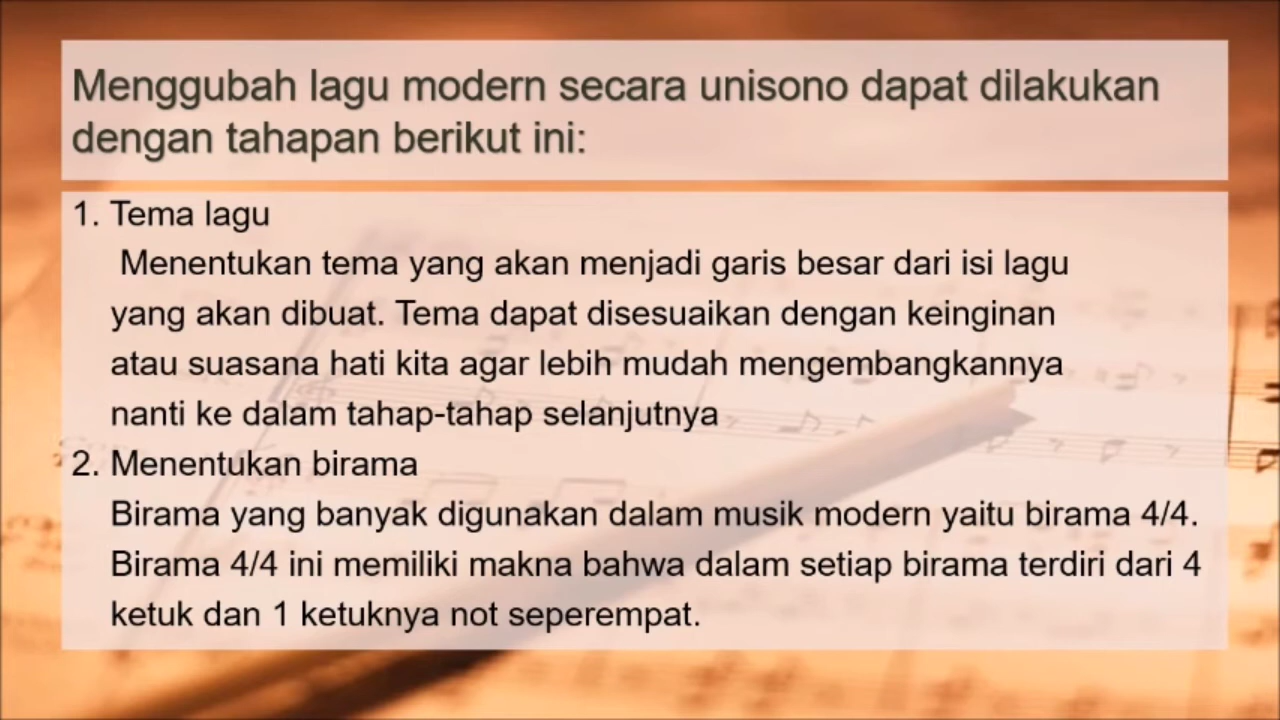 Menggubah lagu modern secara unisono dapat dilakukan
dengan tahapan berikut ini:
1. Tema lagu
Menentukan tema yang akan menjadi garis besar dari isi lagu
yang akan dibuat. Tema dapat disesuaikan dengan keinginan
atau suasana hati kita agar lebih mudah mengembangkannya
nanti ke dalam tahap-tahap selanjutnya
2. Menentukan birama
Birama yang banyak digunakan dalam musik modern yaitu birama 4/4.
Birama 4/4 ini memiliki makna bahwa dalam setiap birama terdiri dari 4
ketuk dan 1 ketuknya not seperempat.